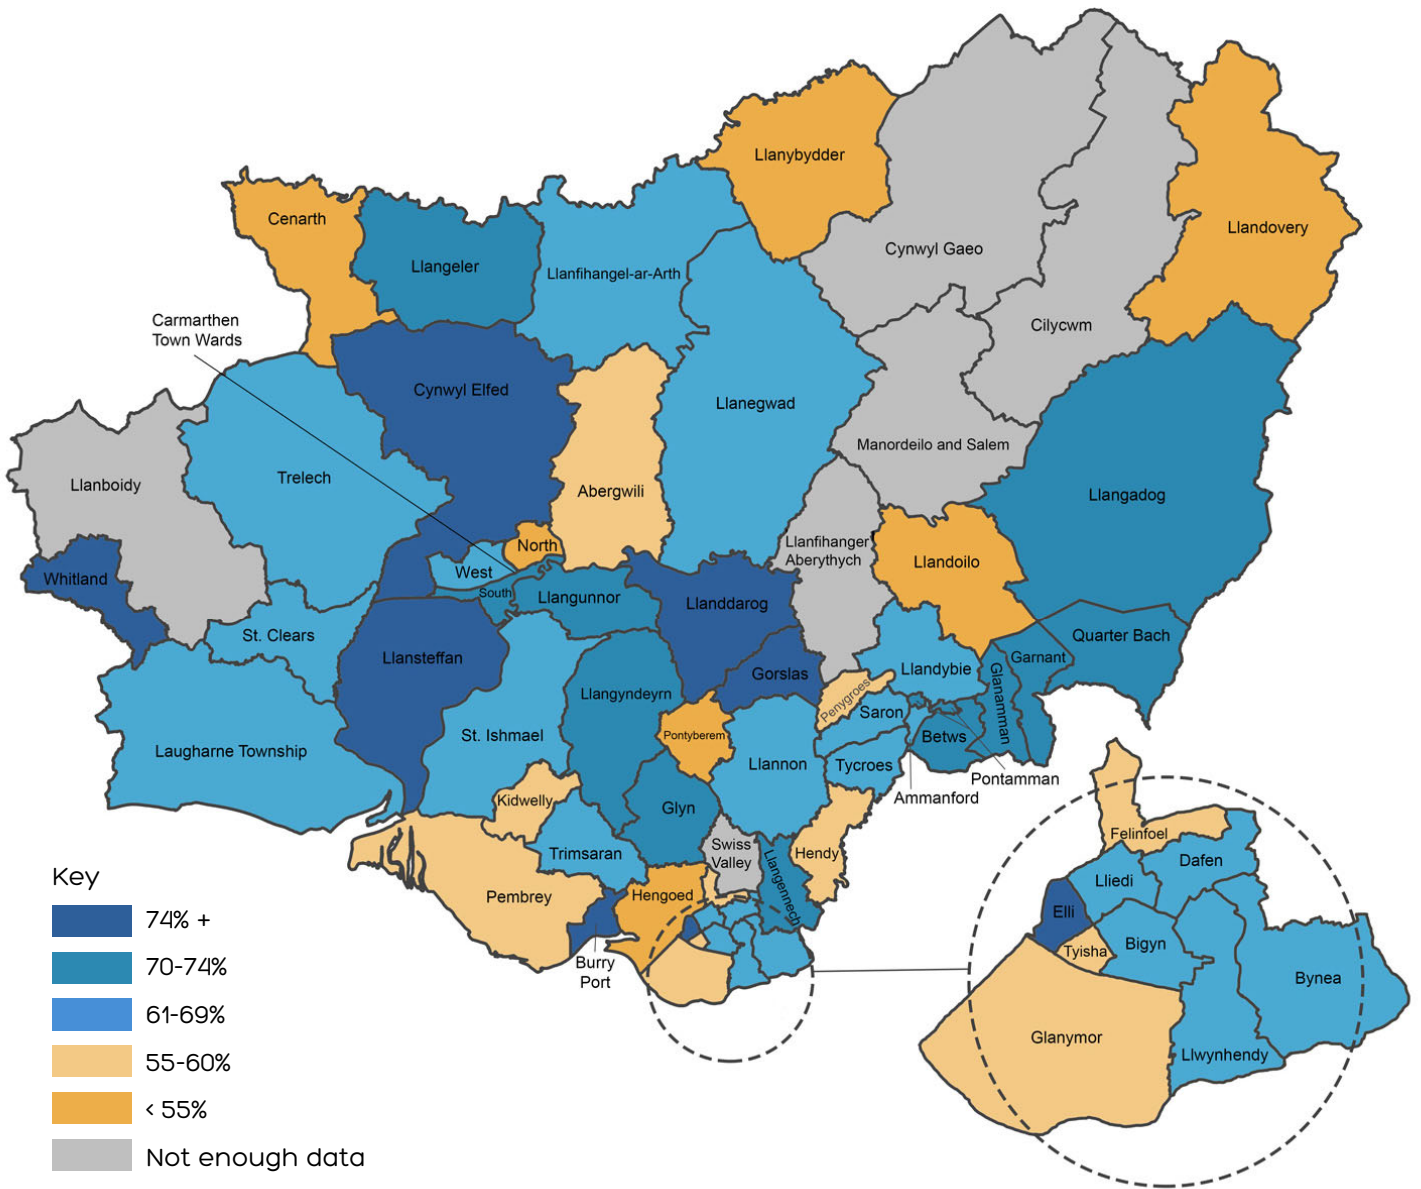 Llanybydder
Cenarth
Llandovery
Cynwyl Gaeo
Llangeler
Llanfihangel-ar-Arth
Carmarthen
Town Wards
Cilycwm
Cynwyl Elfed
Llanegwad
Manordeilo and Salem
Trelech
Llanboidy
Abergwili
Llangadog
North
Llanfihanger
Aberythych
Llandoilo
West
Whitland
South
Llangunnor
Llanddarog
St. Clears
Quarter Bach
Llansteffan
Garnant
Llandybie
Gorslas
Glanamman
Llangyndeyrn
Penygroes
Saron
Pontyberem
St. Ishmael
Betws
Laugharne Township
Llannon
Tycroes
Pontamman
Ammanford
Kidwelly
Glyn
Felinfoel
Swiss
Valley
Trimsaran
Hendy
Dafen
Llangennech
Key
Lliedi
Pembrey
Hengoed
Elli
74% +
Bigyn
Tyisha
Burry
Port
70-74%
Bynea
61-69%
Glanymor
Llwynhendy
55-60%
< 55%
Not enough data